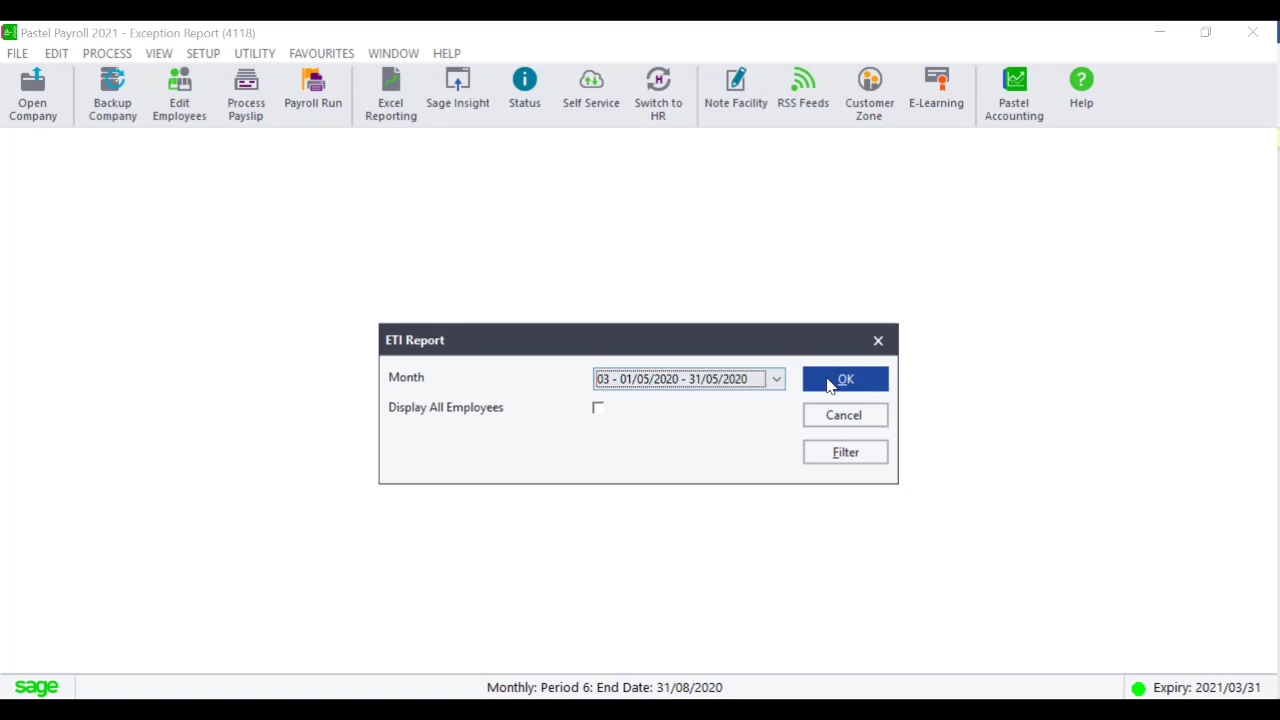 Pastel Payroll 2021 - Exception Report (4118)
FILE EDIT PROCESS VIEW SETUP UTILITY FAVOURITES WINDOW HELP
Open Company
Backup Company
Edit Employees
Process Payslip
Payroll Run
Excel Reporting
Sage Insight
Status
Self Service
Switch to HR
Note Facility
RSS Feeds
Customer Zone
E-Learning
Pastel Accounting
Help
ETI Report
Month
03 - 01/05/2020 - 31/05/2020
OK
Display All Employees
Cancel
Filter
sage
Monthly: Period 6: End Date: 31/08/2020
Expiry: 2021/03/31